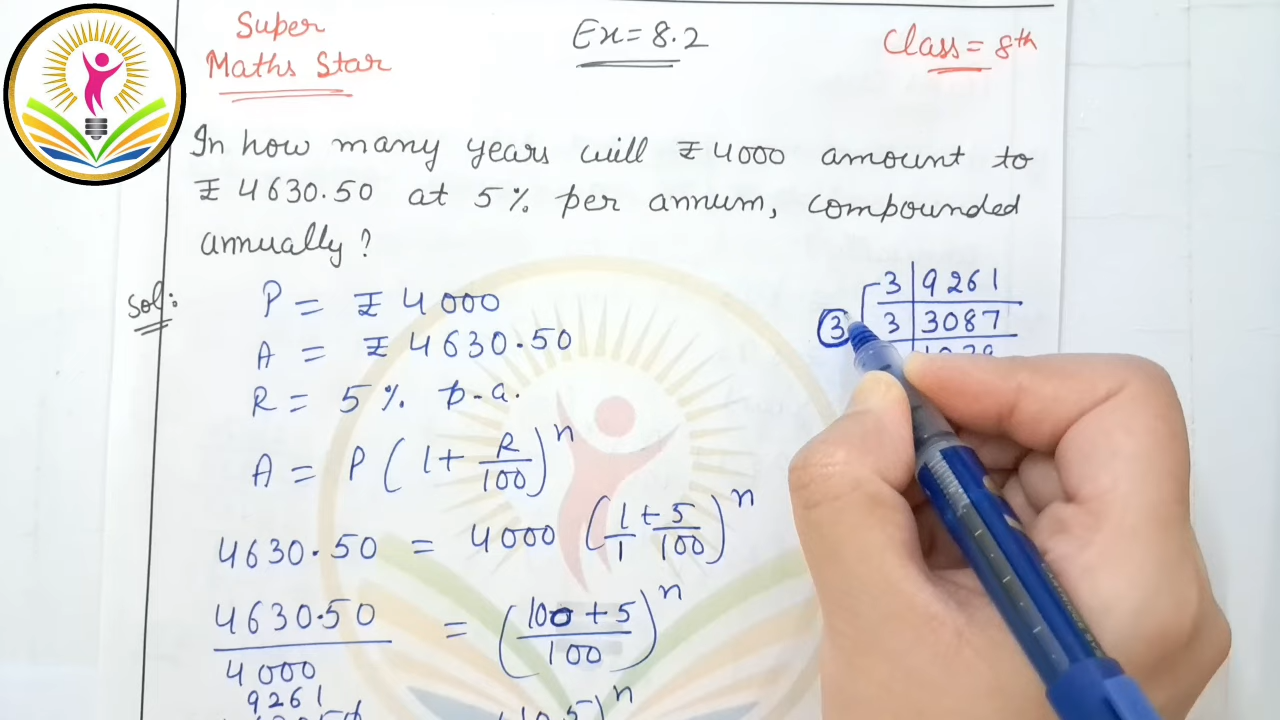 Super
Maths Star
Ex = 8.2
Class = 8th
In how many years will ₹ 4000 amount to
₹ 4630.50 at 5% per annum, compounded
annually?
Sol:
P = ₹ 4000
A = ₹ 4630.50
R = 5% p.a.
A = P(1 + R/100)^n
4630.50 = 4000 (1/1 + 5/100)^n
4630.50/4000 = (100 + 5/100)^n
9261
3 | 9261
3 | 3087
3